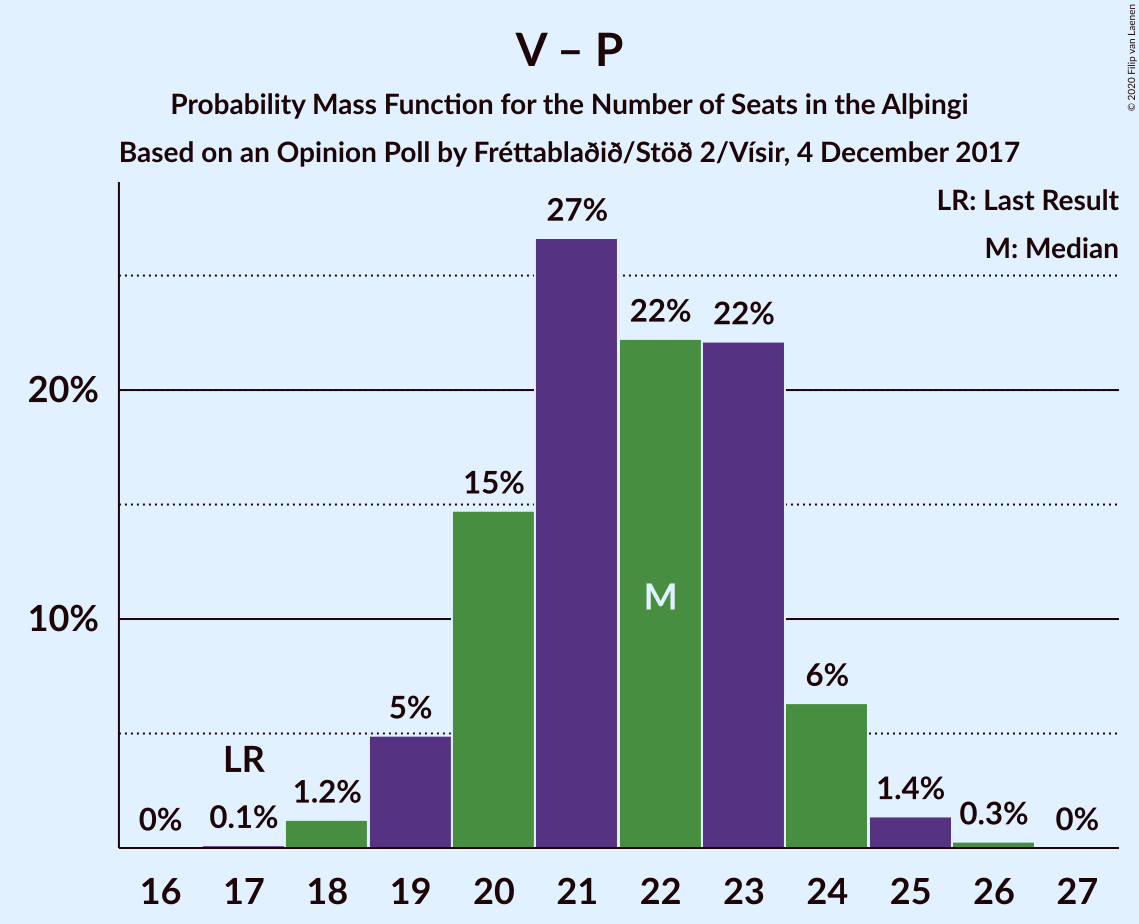 V – P
Probability Mass Function for the Number of Seats in the Alþingi
Based on an Opinion Poll by Fréttablaðið/Stöð 2/Vísir, 4 December 2017
© 2020 Filip van Laenen
LR: Last Result
M: Median
20%
10%
0%
LR
0.1%
1.2%
5%
15%
27%
22%
M
22%
6%
1.4%
0.3%
0%
16 17 18 19 20 21 22 23 24 25 26 27